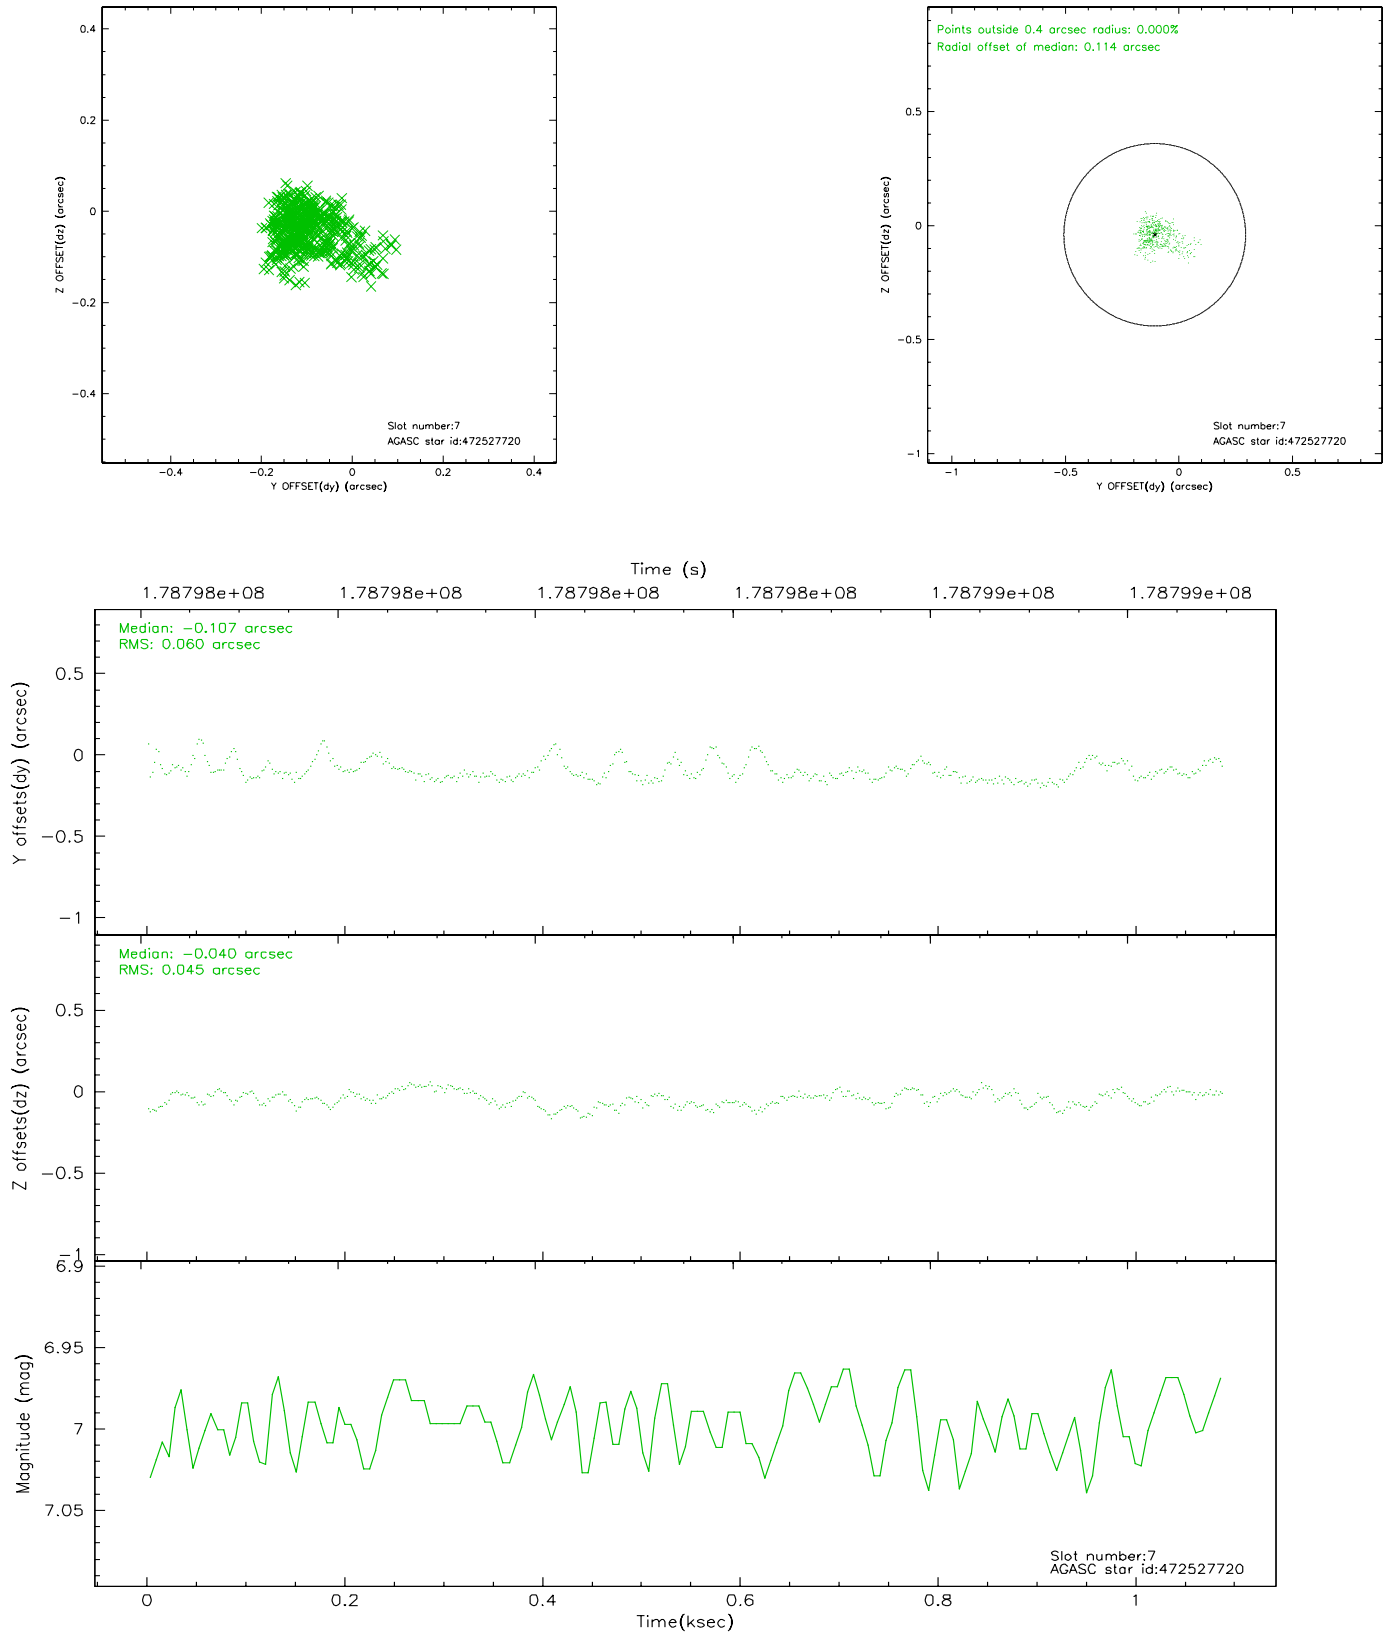 0.4
0.2
0
−0.2
−0.4
Z OFFSET(dz) (arcsec)
Slot number:7
AGASC star id:472527720
−0.4 −0.2 0 0.2 0.4
Y OFFSET(dy) (arcsec)
Points outside 0.4 arcsec radius: 0.000%
Radial offset of median: 0.114 arcsec
0.5
0
−0.5
−1
Z OFFSET(dz) (arcsec)
Slot number:7
AGASC star id:472527720
−1 −0.5 0 0.5
Y OFFSET(dy) (arcsec)
Time (s)
1.78798e+08 1.78798e+08 1.78798e+08 1.78798e+08 1.78799e+08 1.78799e+08
Median: −0.107 arcsec
RMS: 0.060 arcsec
0.5
0
−0.5
−1
Y offsets(dy) (arcsec)
Median: −0.040 arcsec
RMS: 0.045 arcsec
0.5
0
−0.5
−1
Z offsets(dz) (arcsec)
6.9
6.95
7
7.05
Magnitude (mag)
Slot number:7
AGASC star id:472527720
0 0.2 0.4 0.6 0.8 1
Time(ksec)